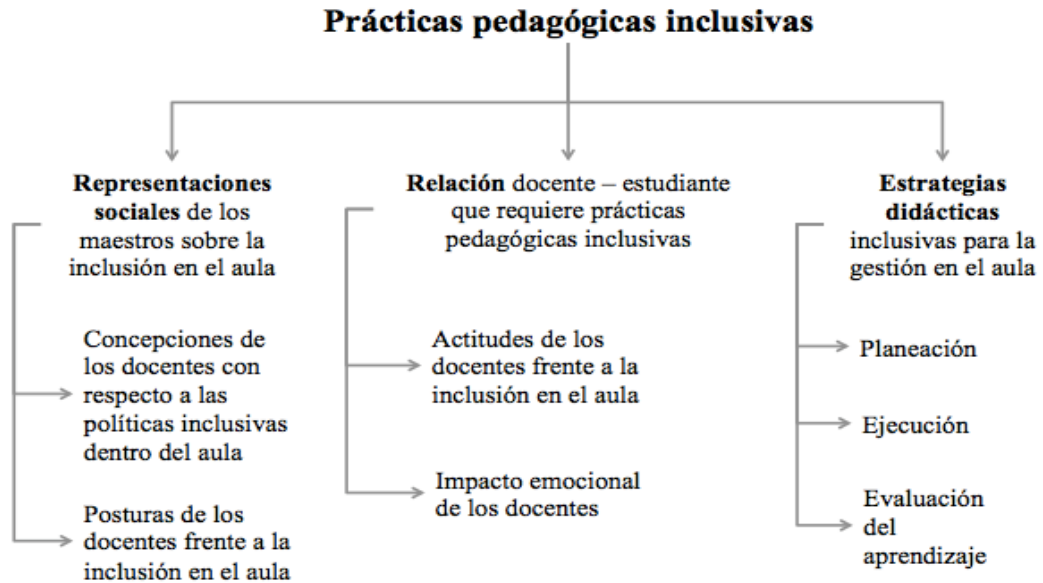 Prácticas pedagógicas inclusivas
Representaciones
sociales de los
maestros sobre la
inclusión en el aula
Concepciones de
los docentes con
respecto a las
políticas inclusivas
dentro del aula
Posturas de los
docentes frente a la
inclusión en el aula
Relación docente – estudiante
que requiere prácticas
pedagógicas inclusivas
Actitudes de los
docentes frente a la
inclusión en el aula
Impacto emocional
de los docentes
Estrategias
didácticas
inclusivas para la
gestión en el aula
Planeación
Ejecución
Evaluación
del
aprendizaje